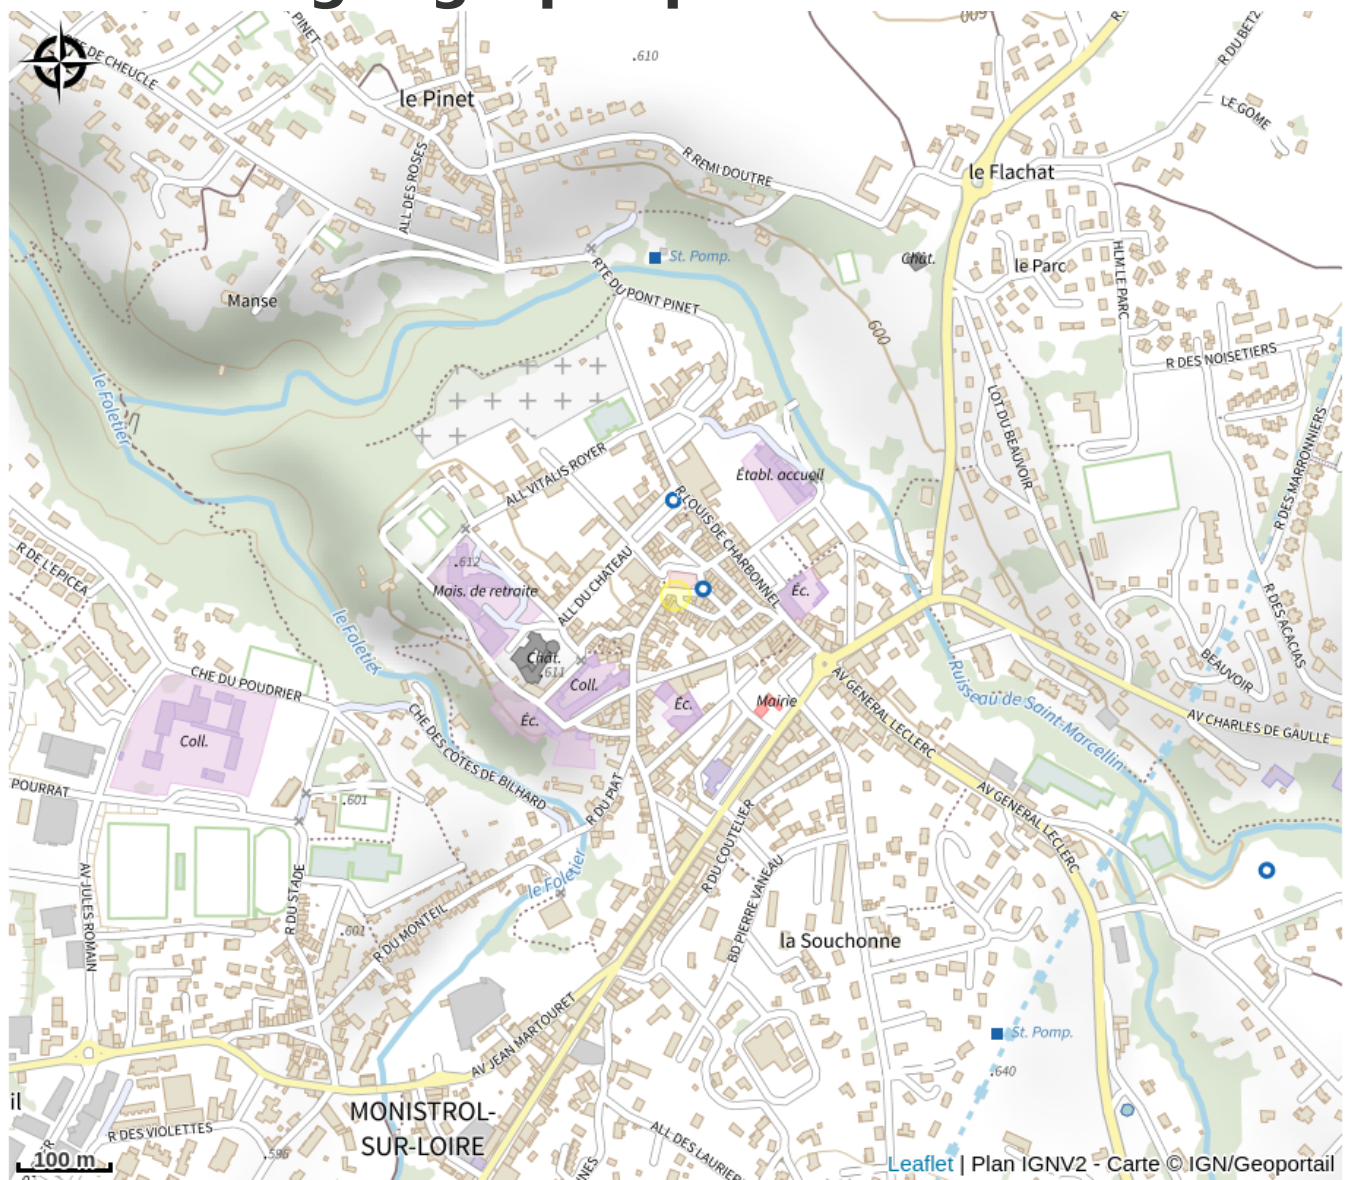 PINET
DE CHEUCLE
le Pinet
.610
R DU BETZ
LE GOME
R REMI DOUTRE
le Flachat
ALL DES ROSES
St. Pomp.
Chât.
le Parc
HLM LE PARC
Manse
RTE DU PONT PINET
600
R DES NOISETIERS
le Foletier
LOT DU BEAUVOIR
R DES MARRONNIERS
ALL VITALIS ROYER
Établ. accueil
R LOUIS DE CHARBONNEL
R DE L'EPICEA
.612
Mais. de retraite
ALL DU CHATEAU
Éc.
le Foletier
R DES ACACIAS
Chât.
.611
Coll.
BEAUVOIR
CHE DU POUDRIER
Ruisseau de Saint-Marcellin
AV GENERAL LECLERC
Éc.
Mairie
Éc.
AV CHARLES DE GAULLE
Coll.
CHE DES COTES DE BILHARD
POURRAT
.601
R DU PIAT
AV GENERAL LECLERC
R DU COUTELIER
AV JULES ROMAIN
R DU STADE
le Foletier
BD PIERRE VANEAU
R DU MONTEIL
.601
la Souchonne
AV JEAN MARTOURET
St. Pomp.
.640
il
MONISTROL-
SUR-LOIRE
R DES VIOLETTES
.596
ALL DES LAURIERS
100 m
Leaflet | Plan IGNV2 - Carte © IGN/Geoportail